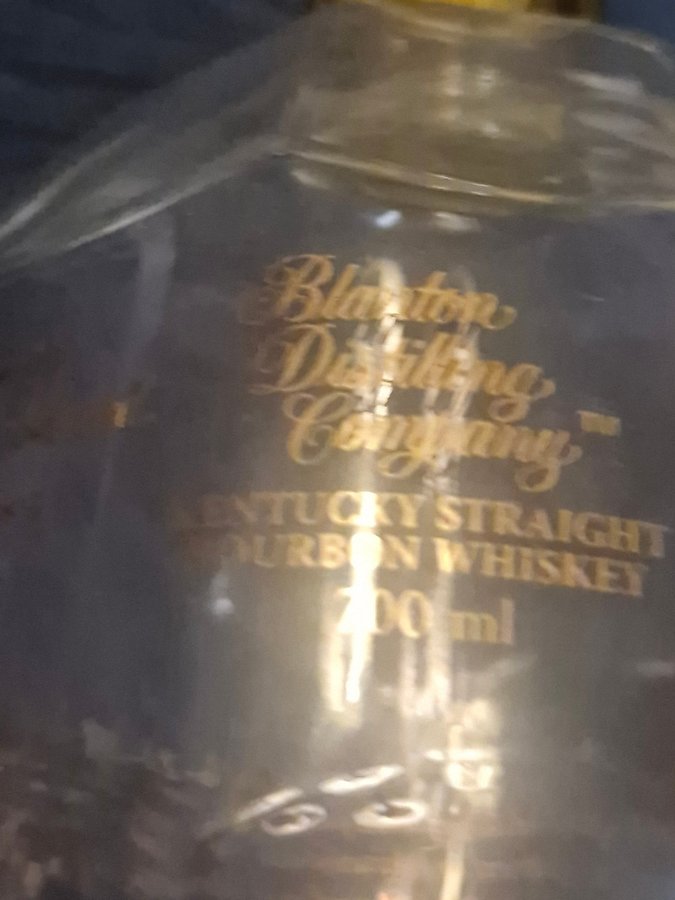 Blanton
Distilling
Company™
KENTUCKY STRAIGHT
BOURBON WHISKEY
700 ml